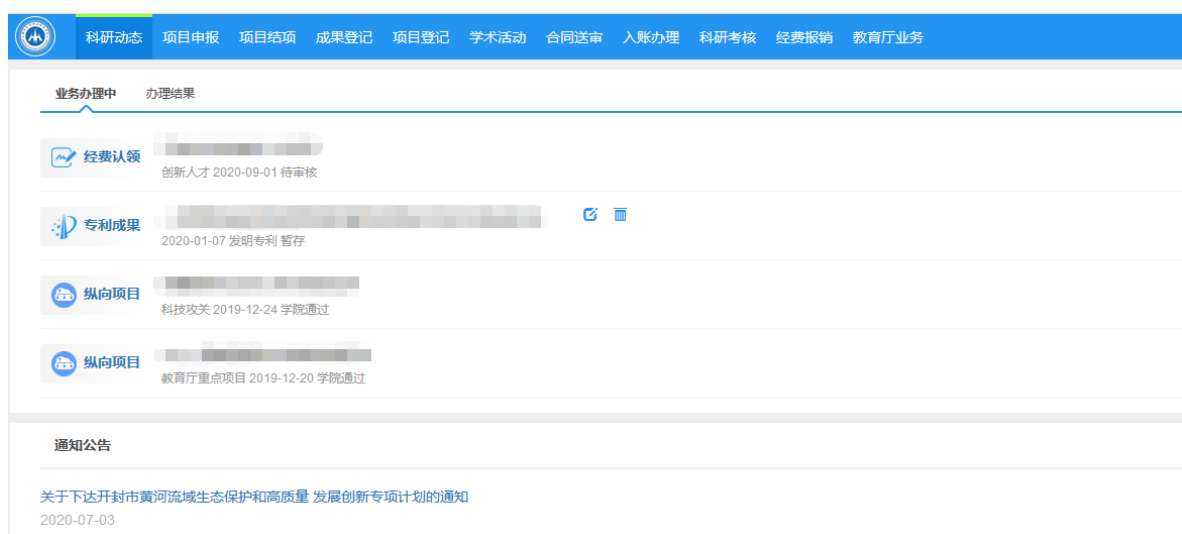 科研动态 项目申报 项目结项 成果登记 项目登记 学术活动 合同送审 入账办理 科研考核 经费报销 教育厅业务
业务办理中 办理结果
经费认领
创新人才 2020-09-01 待审核
专利成果
2020-01-07 发明专利 暂存
纵向项目
科技攻关 2019-12-24 学院通过
纵向项目
教育厅重点项目 2019-12-20 学院通过
通知公告
关于下达开封市黄河流域生态保护和高质量 发展创新专项计划的通知
2020-07-03